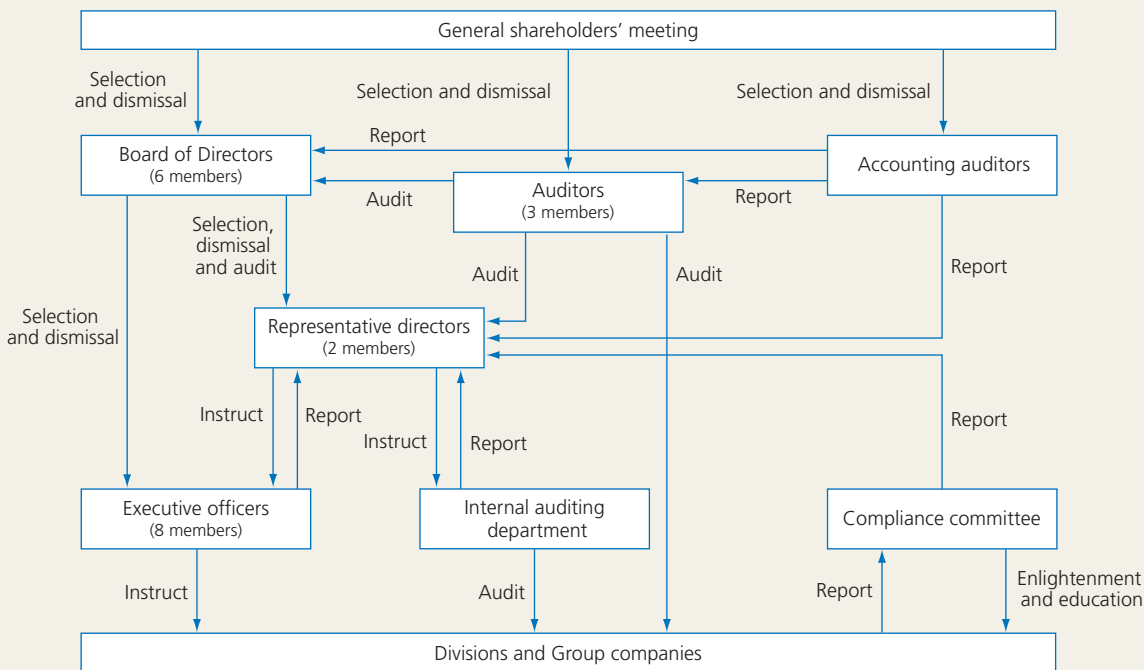 General shareholders' meeting
Selection
and dismissal
Selection and dismissal
Selection and dismissal
Report
Board of Directors
(6 members)
Accounting auditors
Audit
Auditors
(3 members)
Report
Selection,
dismissal
and audit
Audit
Audit
Report
Selection
and dismissal
Representative directors
(2 members)
Instruct
Report
Instruct
Report
Report
Executive officers
(8 members)
Internal auditing
department
Compliance committee
Instruct
Audit
Report
Enlightenment
and education
Divisions and Group companies